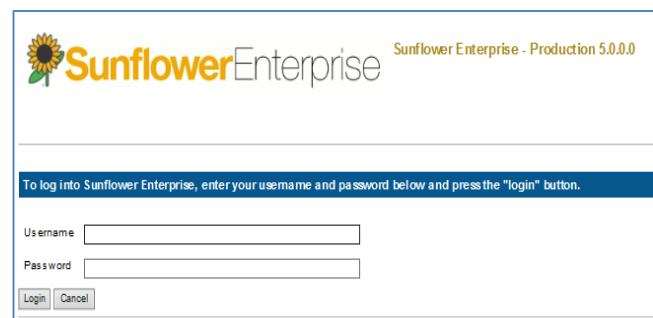 SunflowerEnterprise
Sunflower Enterprise - Production 5.0.0.0
To log into Sunflower Enterprise, enter your username and password below and press the "login" button.
Username
Password
Login Cancel